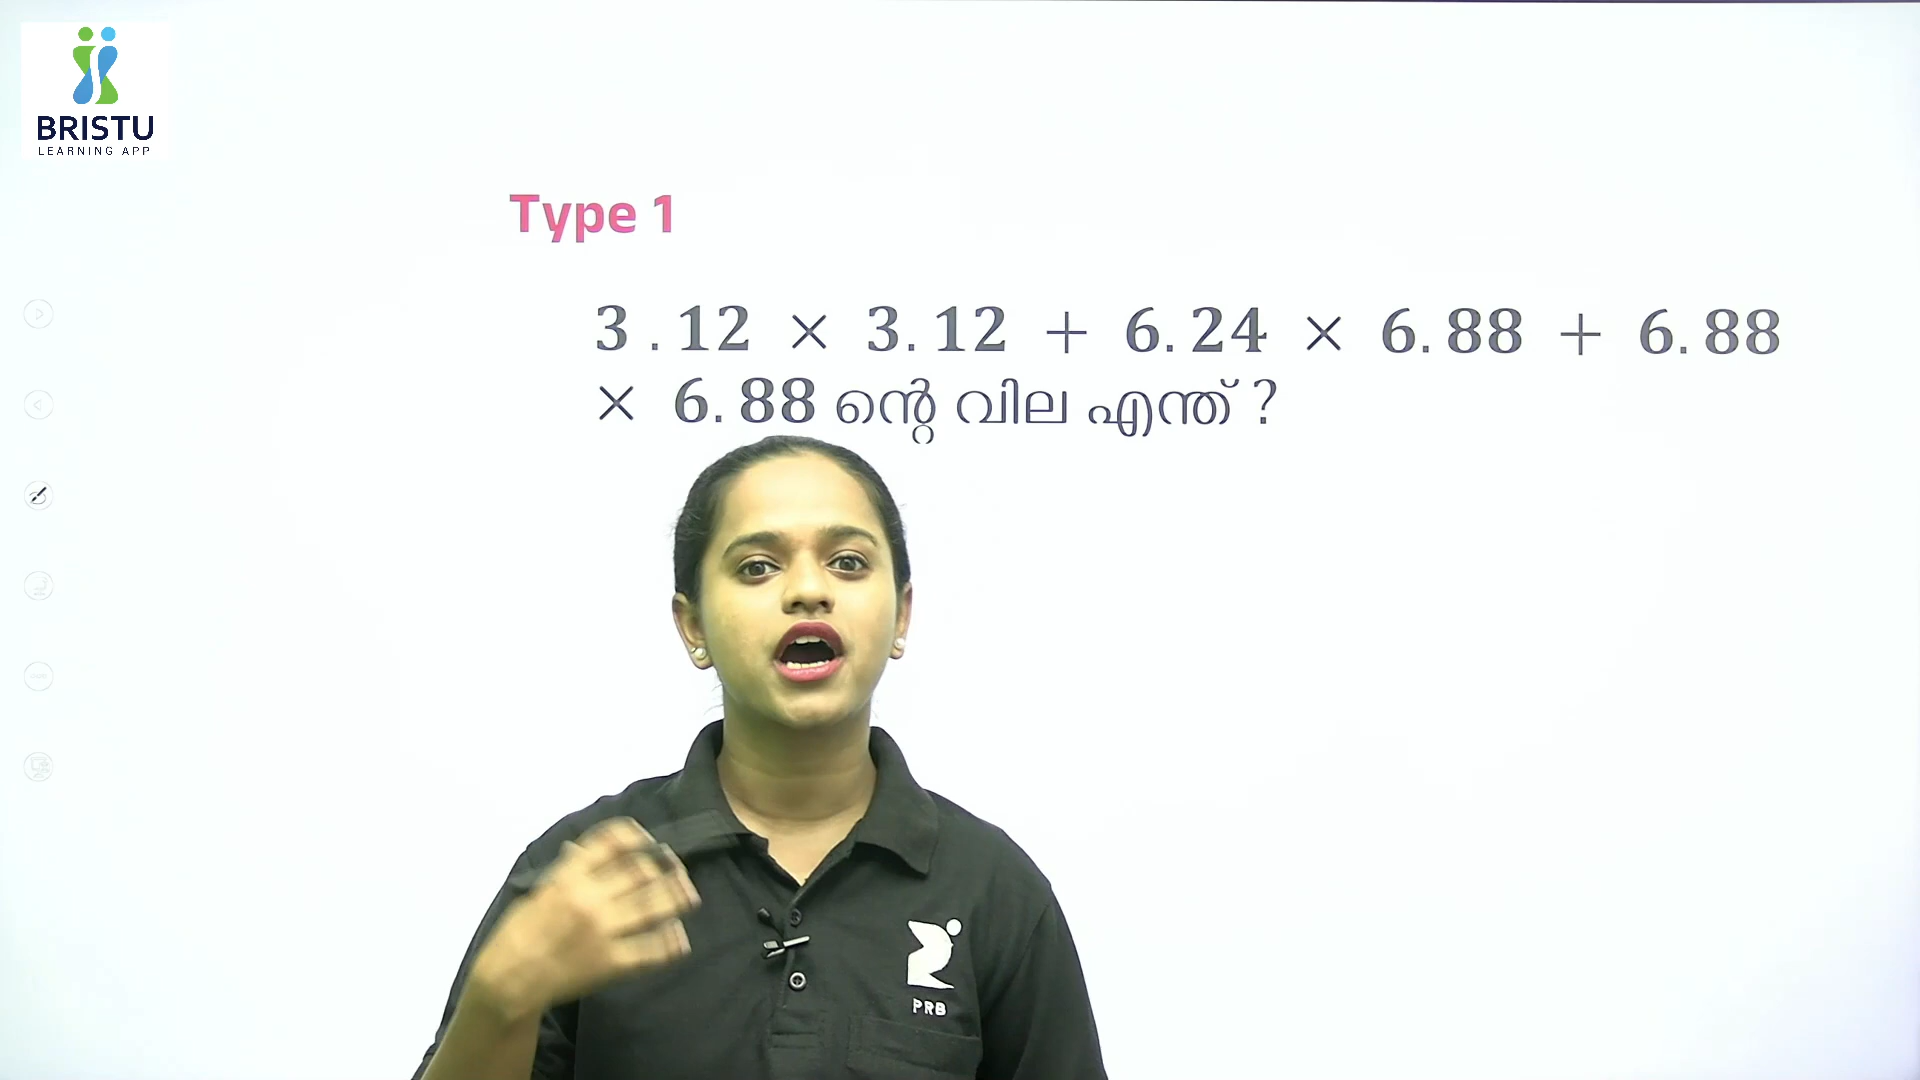 BRISTU
LEARNING APP
Type 1
3 . 12 × 3. 12 + 6. 24 × 6. 88 + 6. 88
× 6. 88 ന്റെ വില എന്ത് ?
PRB